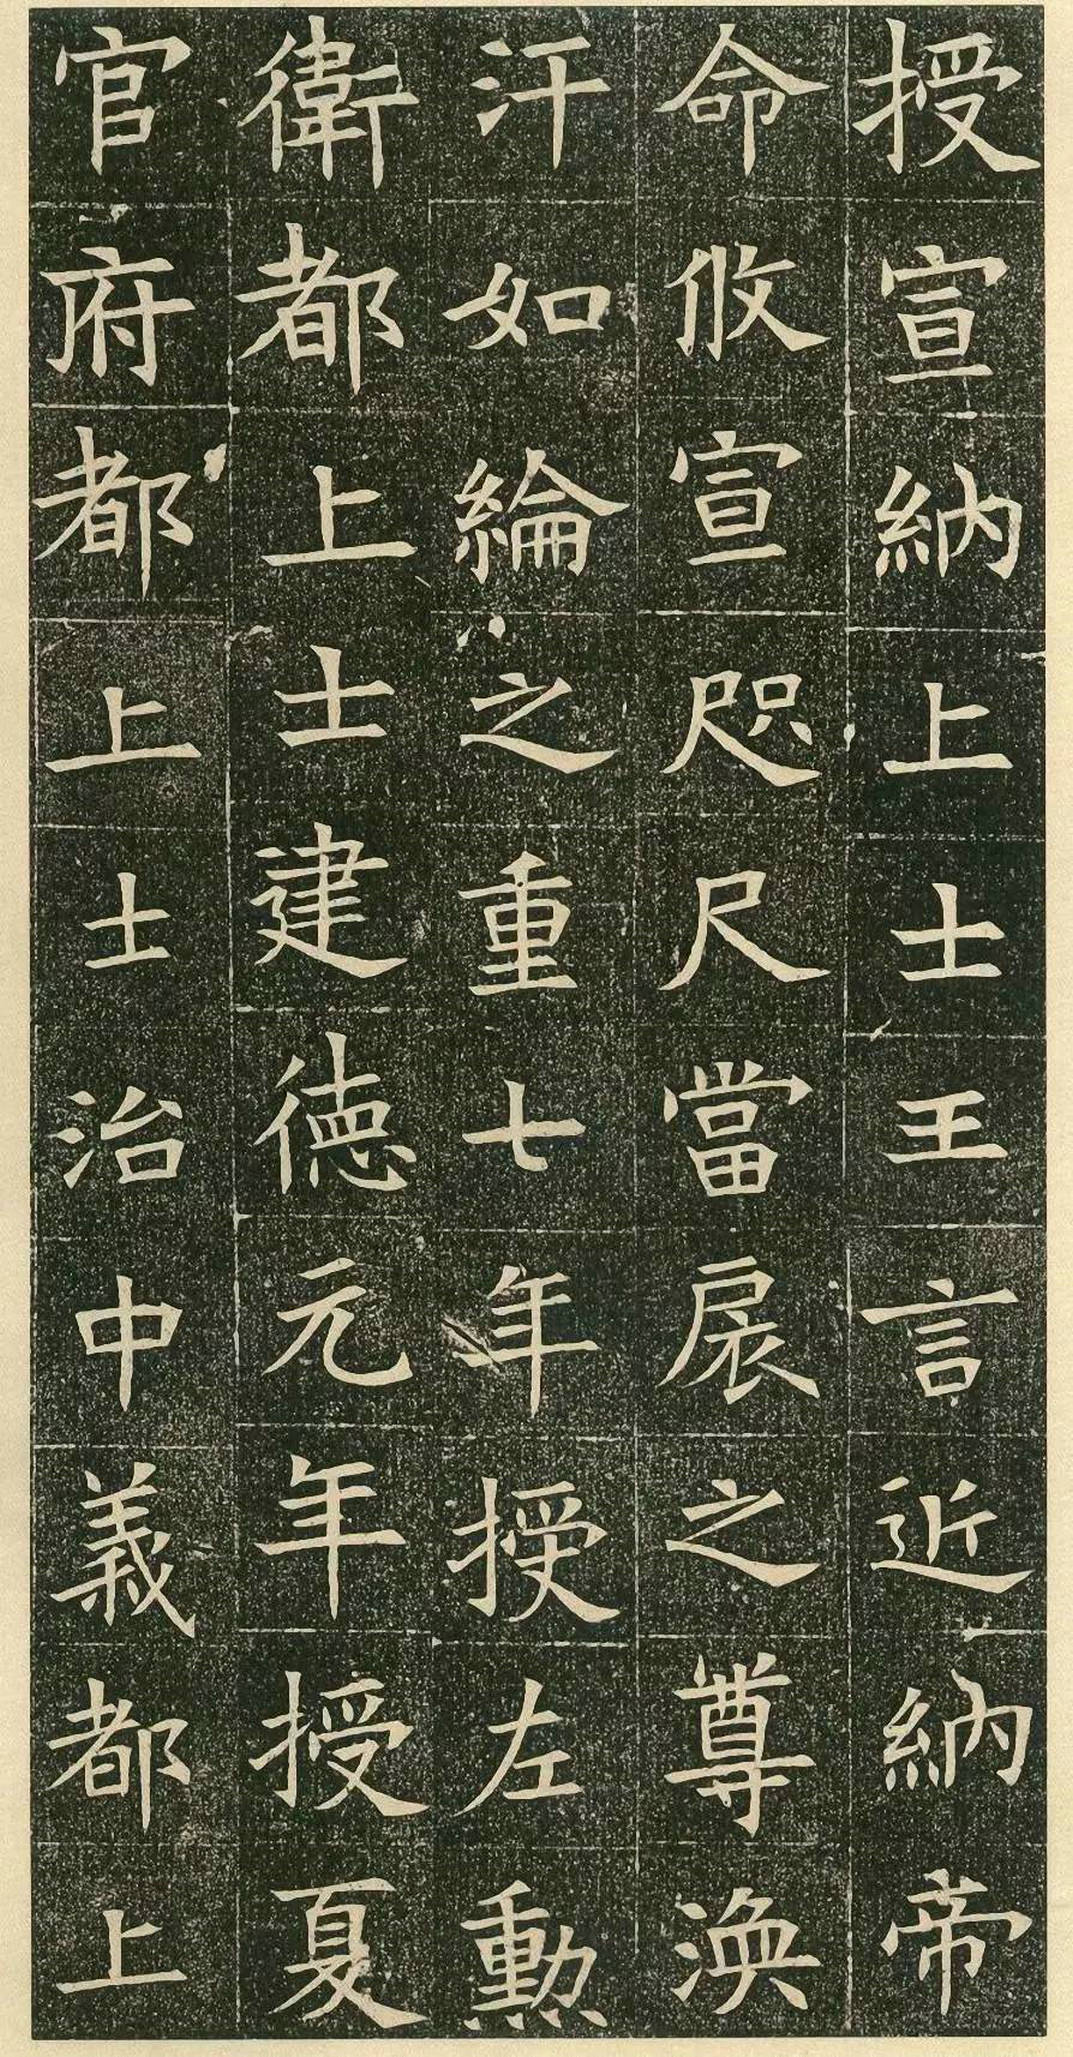 授宣納上士王言近納帝
命攸宣咫尺當扆之尊渙
汗如綸之重七年授左勳
衛都上士建德元年授夏
官府都上士治中義都上